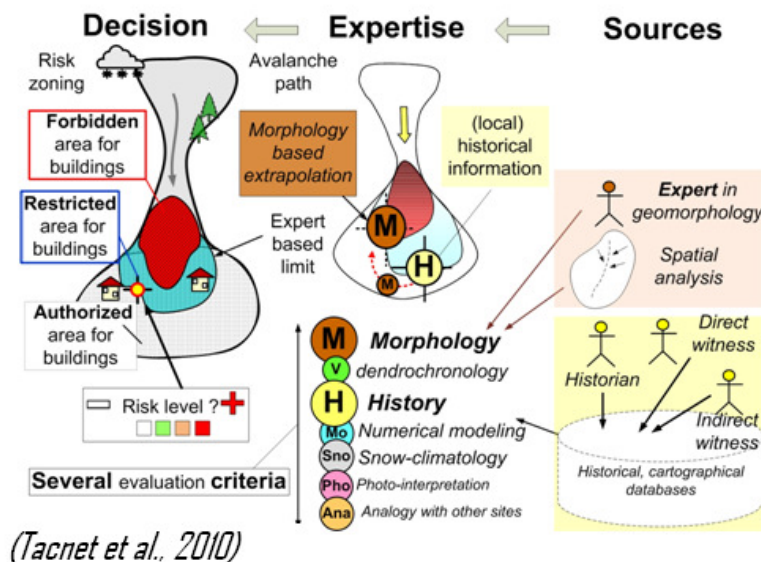 Decision
Expertise
Sources
Risk
zoning
Avalanche
path
Forbidden
area for
buildings
Restricted
area for
buildings
Authorized
area for
buildings
Expert
based
limit
Risk level ?
Several evaluation criteria
Morphology
based
extrapolation
(local)
historical
information
M
H
M
M
Morphology
V
dendrochronology
H
History
Mo
Numerical modeling
Sno
Snow-climatology
Pho
Photo-interpretation
Ana
Analogy with other sites
Expert in
geomorphology
Spatial
analysis
Direct
witness
Historian
Indirect
witness
Historical, cartographical
databases
(Tacnet et al., 2010)